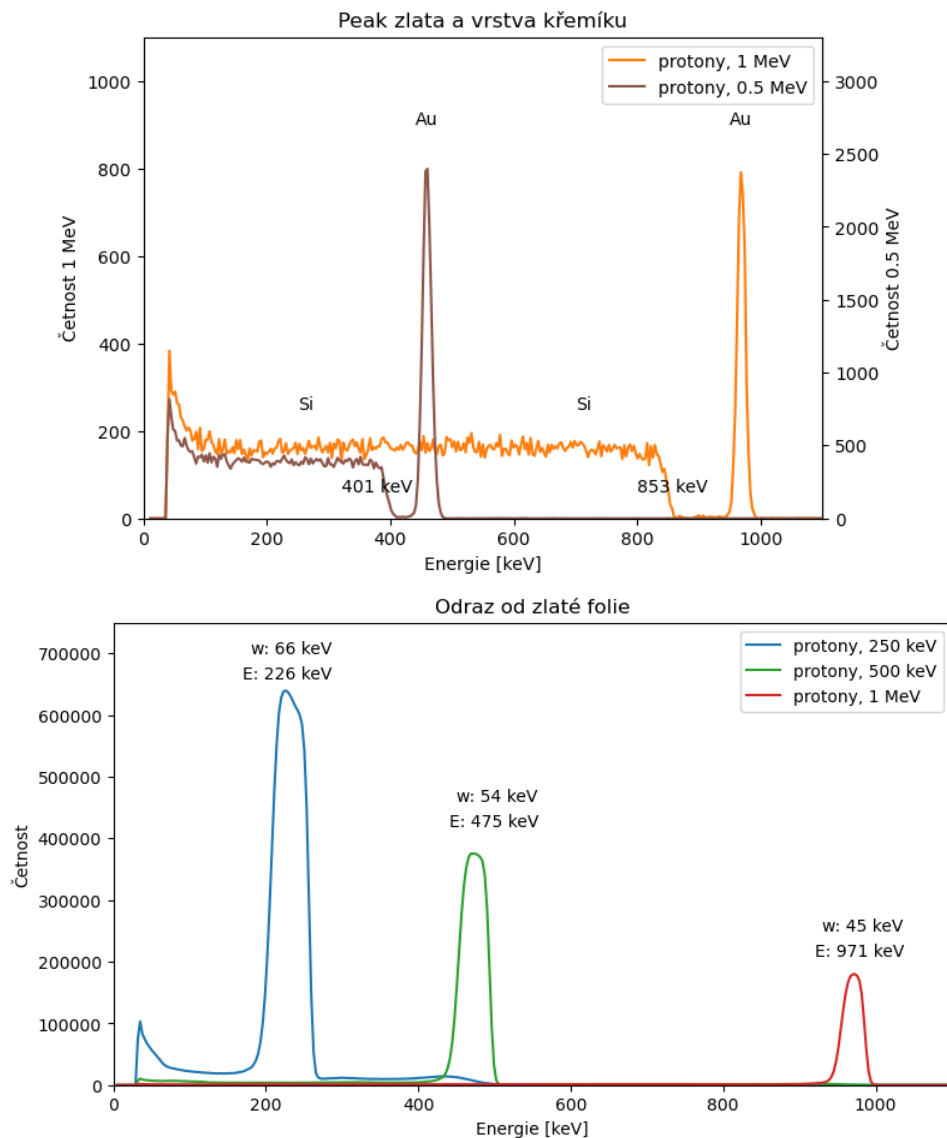 Peak zlata a vrstva křemíku
protony, 1 MeV
protony, 0.5 MeV
Au
Au
Si
Si
401 keV
853 keV
1000
800
600
400
200
0
3000
2500
2000
1500
1000
500
0
Četnost 1 MeV
Četnost 0.5 MeV
0 200 400 600 800 1000
Energie [keV]
Odraz od zlaté folie
protony, 250 keV
protony, 500 keV
protony, 1 MeV
w: 66 keV
E: 226 keV
w: 54 keV
E: 475 keV
w: 45 keV
E: 971 keV
700000
600000
500000
400000
300000
200000
100000
0
Četnost
0 200 400 600 800 1000
Energie [keV]